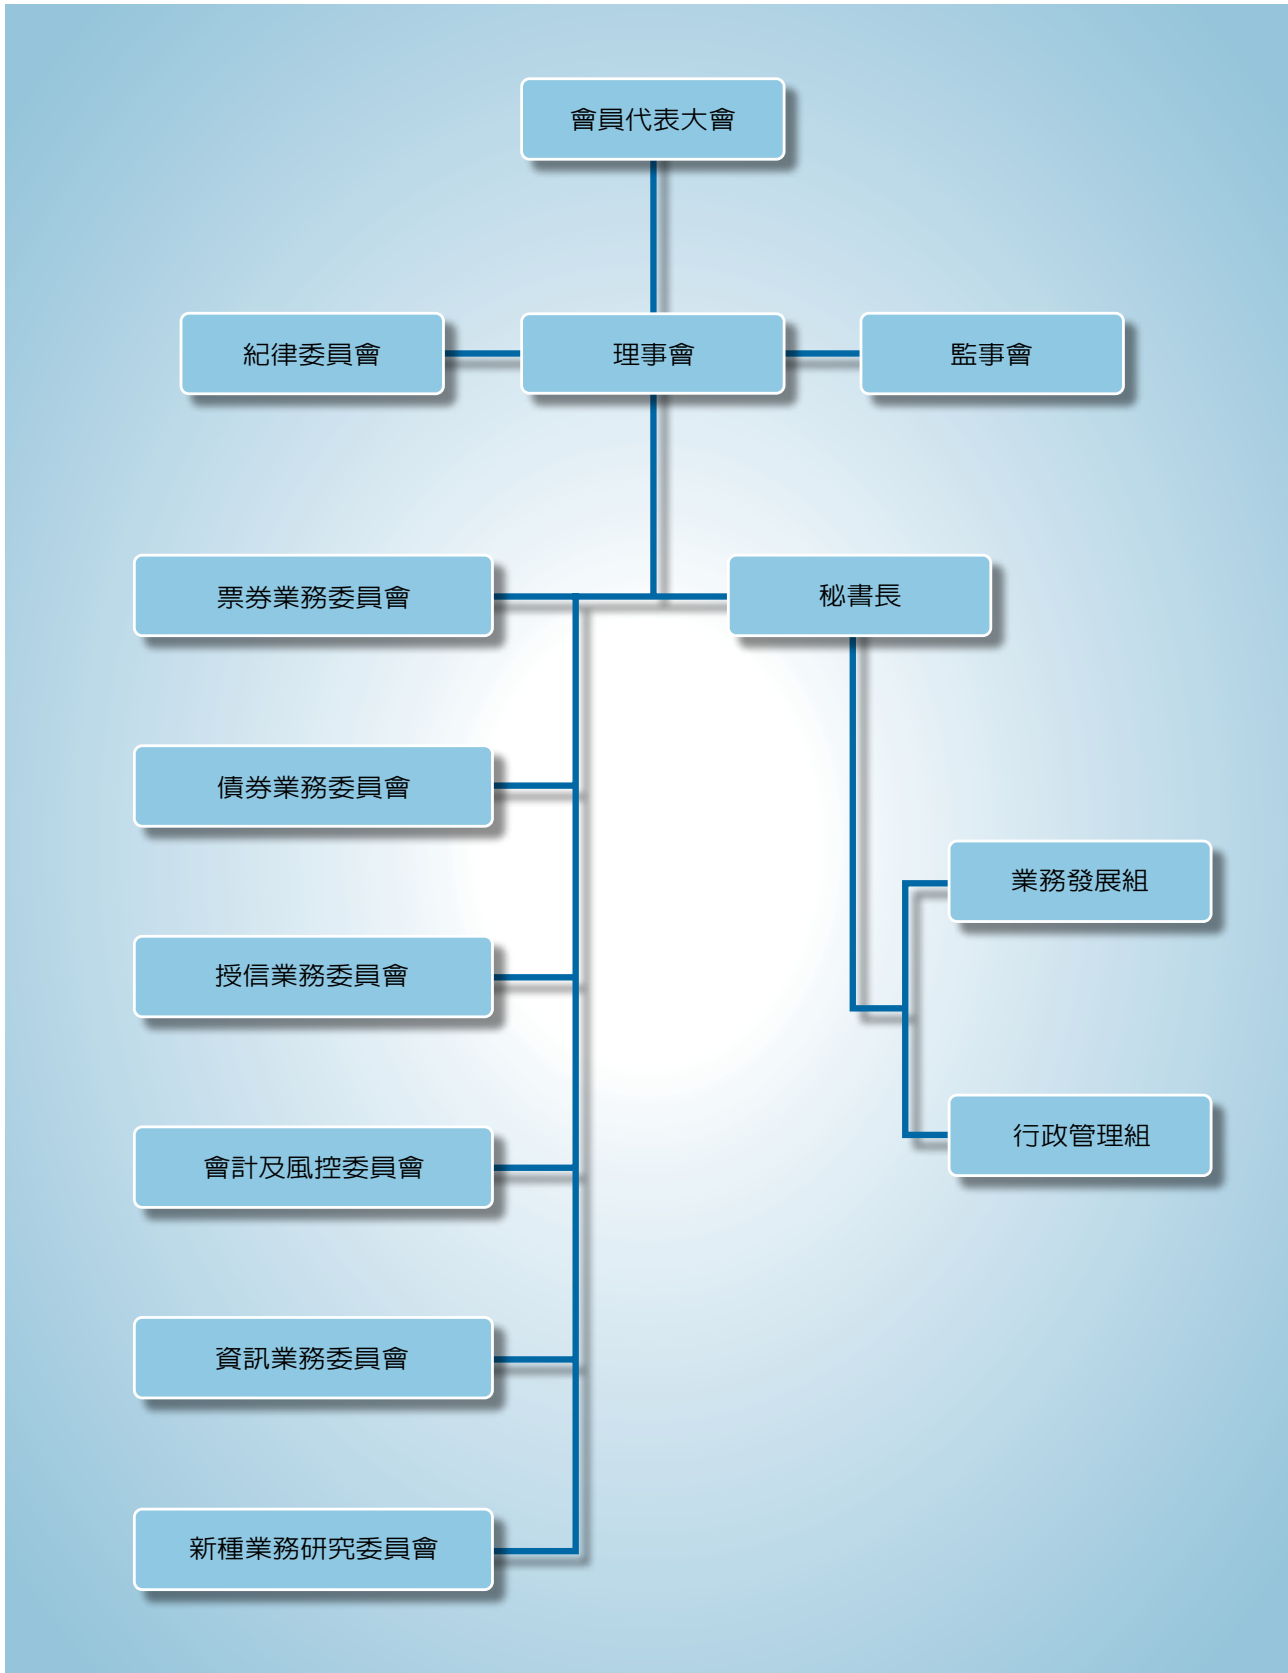 會員代表大會
紀律委員會
理事會
監事會
票券業務委員會
秘書長
債券業務委員會
業務發展組
授信業務委員會
行政管理組
會計及風控委員會
資訊業務委員會
新種業務研究委員會